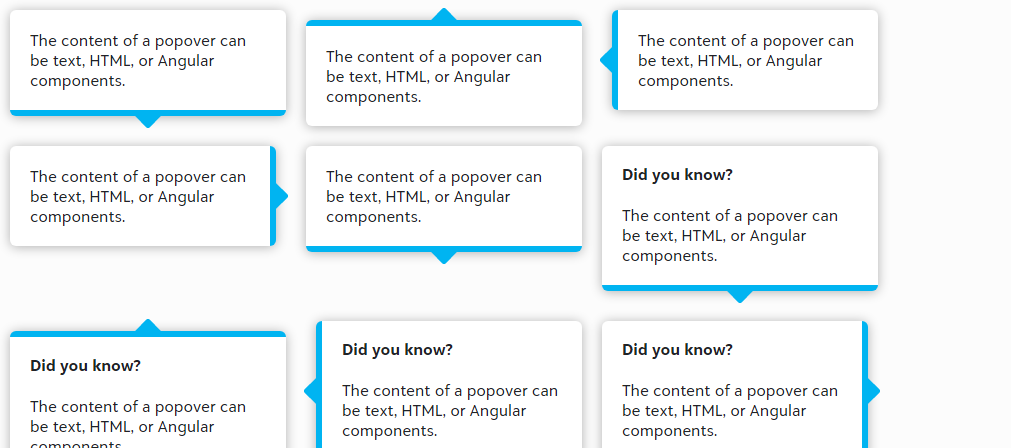 The content of a popover can
be text, HTML, or Angular
components.
The content of a popover can
be text, HTML, or Angular
components.
The content of a popover can
be text, HTML, or Angular
components.
The content of a popover can
be text, HTML, or Angular
components.
The content of a popover can
be text, HTML, or Angular
components.
Did you know?
The content of a popover can
be text, HTML, or Angular
components.
Did you know?
The content of a popover can
be text, HTML, or Angular
components.
Did you know?
The content of a popover can
be text, HTML, or Angular
components.
Did you know?
The content of a popover can
be text, HTML, or Angular
components.